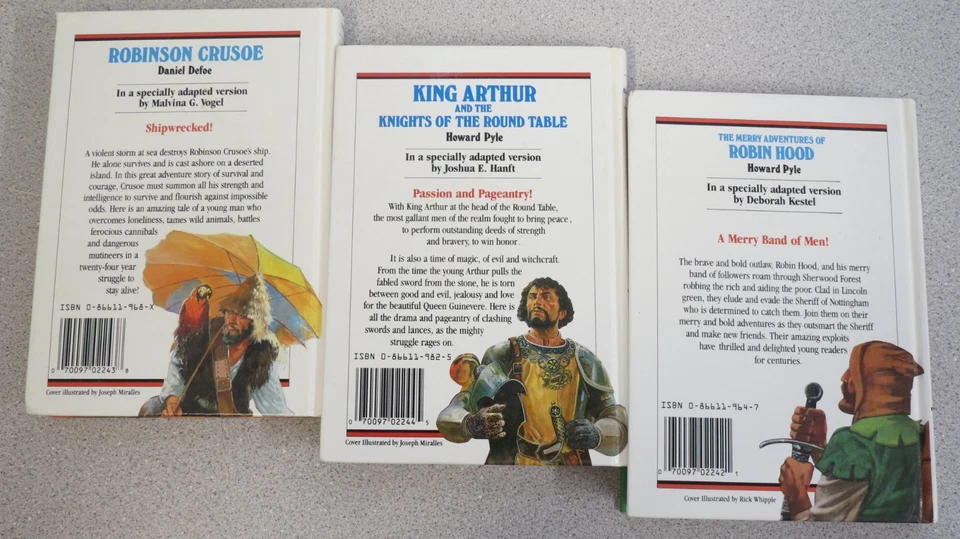 ROBINSON CRUSOE
Daniel Defoe
In a specially adapted version
by Malvina G. Vogel
Shipwrecked!
A violent storm at sea destroys Robinson Crusoe's ship.
He alone survives and is cast ashore on a deserted
island. In this great adventure story of survival and
courage, Crusoe must summon all his strength and
intelligence to survive and flourish against impossible
odds. Here is an amazing tale of a young man who
overcomes loneliness, tames wild animals, battles
ferocious cannibals
and dangerous
mutineers in a
twenty-four year
struggle to
stay alive!
ISBN 0-86611-968-X
0 70097 02243 8
Cover illustrated by Joseph Miralles
KING ARTHUR
AND THE
KNIGHTS OF THE ROUND TABLE
Howard Pyle
In a specially adapted version
by Joshua E. Hanft
Passion and Pageantry!
With King Arthur at the head of the Round Table,
the most gallant men of the realm fought to bring peace,
to perform outstanding deeds of strength
and bravery, to win honor.
It is also a time of magic, of evil and witchcraft.
From the time the young Arthur pulls the
fabled sword from the stone, he is torn
between good and evil, jealousy and love
for the beautiful Queen Guinevere. Here is
all the drama and pageantry of clashing
swords and lances, as the mighty
struggle rages on.
ISBN 0-86611-982-5
0 70097 02244 5
Cover Illustrated by Joseph Miralles
THE MERRY ADVENTURES OF
ROBIN HOOD
Howard Pyle
In a specially adapted version
by Deborah Kestel
A Merry Band of Men!
The brave and bold outlaw, Robin Hood, and his merry
band of followers roam through Sherwood Forest
robbing the rich and aiding the poor. Clad in Lincoln
green, they elude and evade the Sheriff of Nottingham
who is determined to catch them. Join them on their
merry and bold adventures as they outsmart the Sheriff
and make new friends. Their amazing exploits
have thrilled and delighted young readers
for centuries.
ISBN 0-86611-964-7
0 70097 02242 1
Cover Illustrated by Rick Whipple